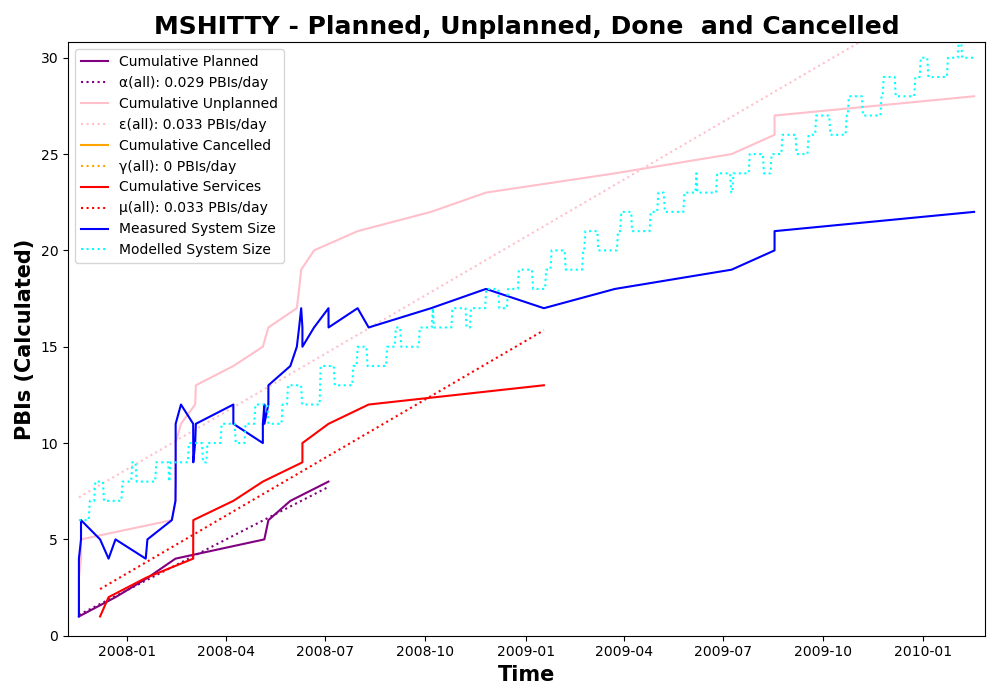 MSHITTY - Planned, Unplanned, Done  and Cancelled
PBIs (Calculated)
30
25
20
15
10
5
0
Cumulative Planned
α(all): 0.029 PBIs/day
Cumulative Unplanned
ε(all): 0.033 PBIs/day
Cumulative Cancelled
γ(all): 0 PBIs/day
Cumulative Services
μ(all): 0.033 PBIs/day
Measured System Size
Modelled System Size
2008-01 2008-04 2008-07 2008-10 2009-01 2009-04 2009-07 2009-10 2010-01
Time